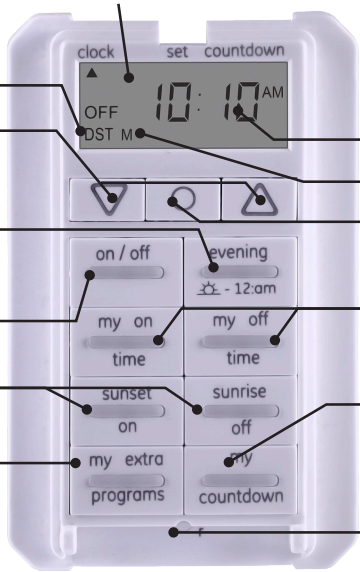 clock set countdown
10:10 AM
OFF
DST M
on / off
evening
- 12:am
my on
time
my off
time
sunset
on
sunrise
off
my extra
programs
my
countdown
r